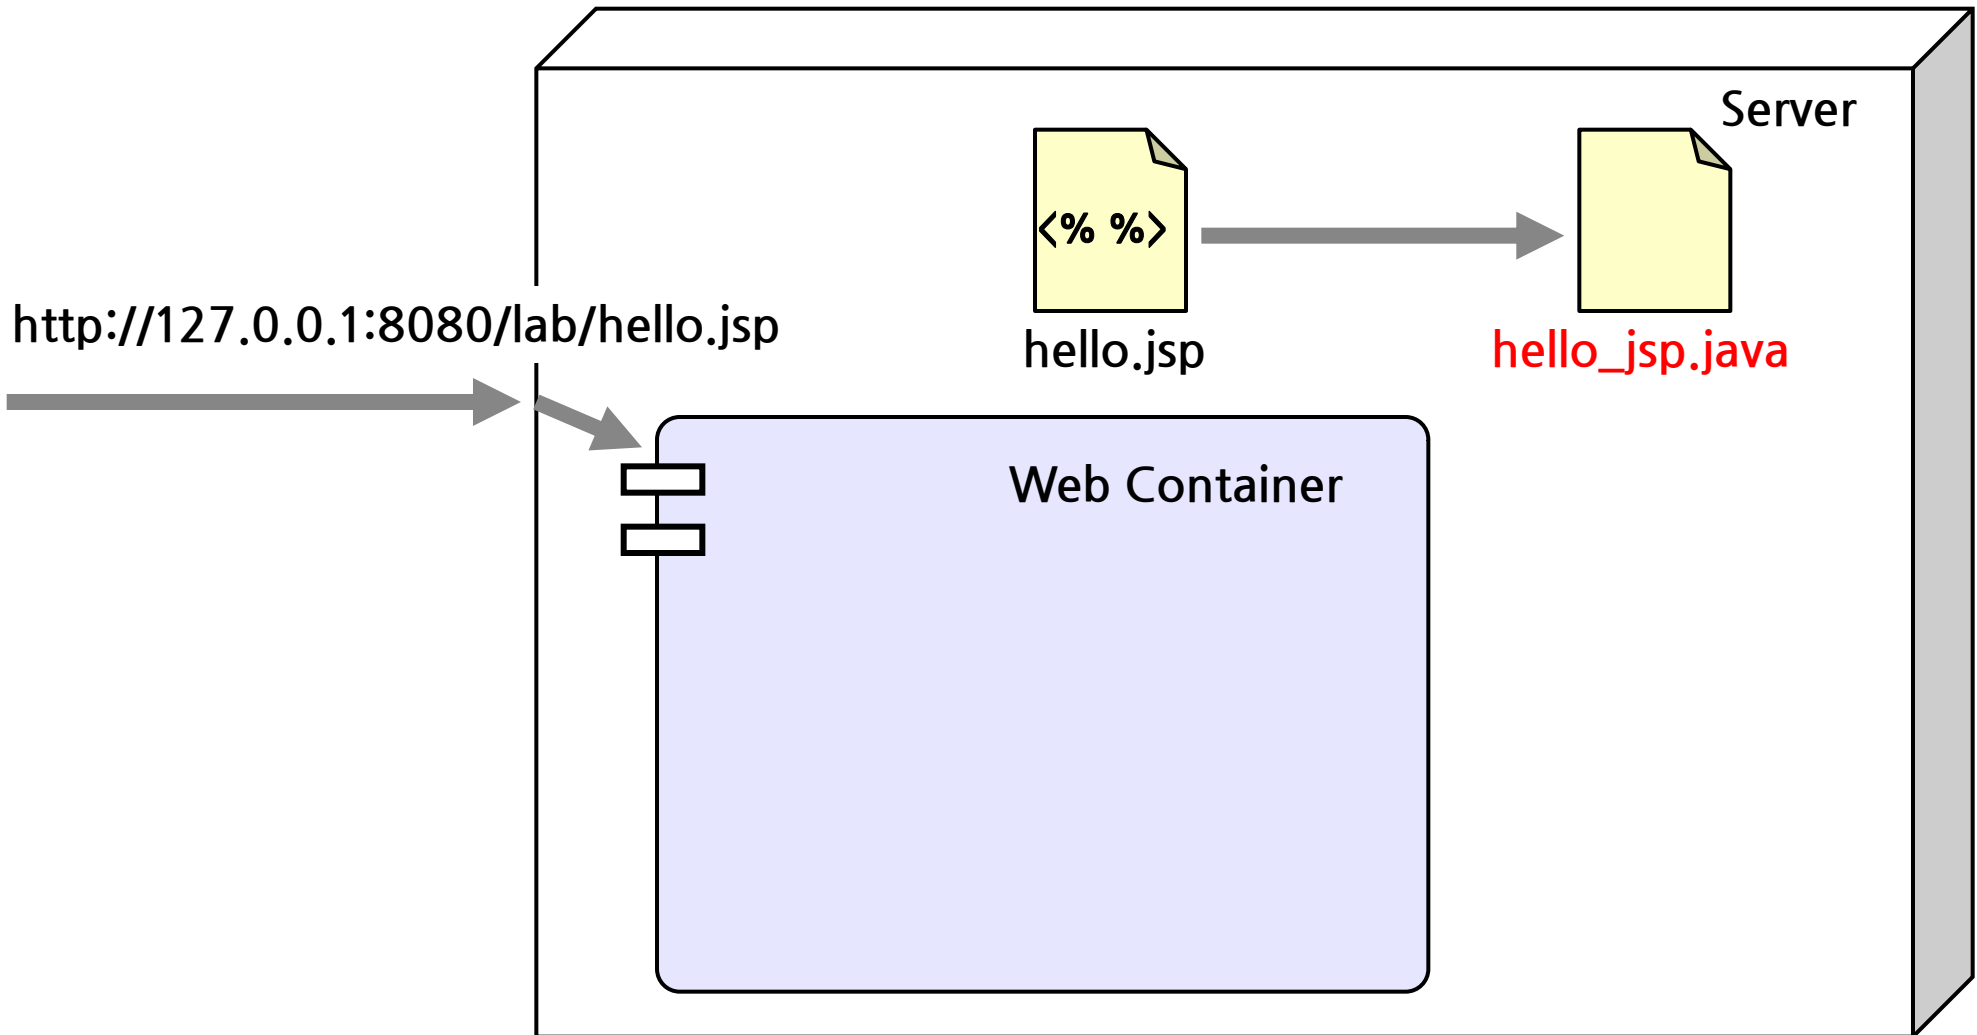 Server
<% %>
http://127.0.0.1:8080/lab/hello.jsp
hello.jsp
hello_jsp.java
Web Container